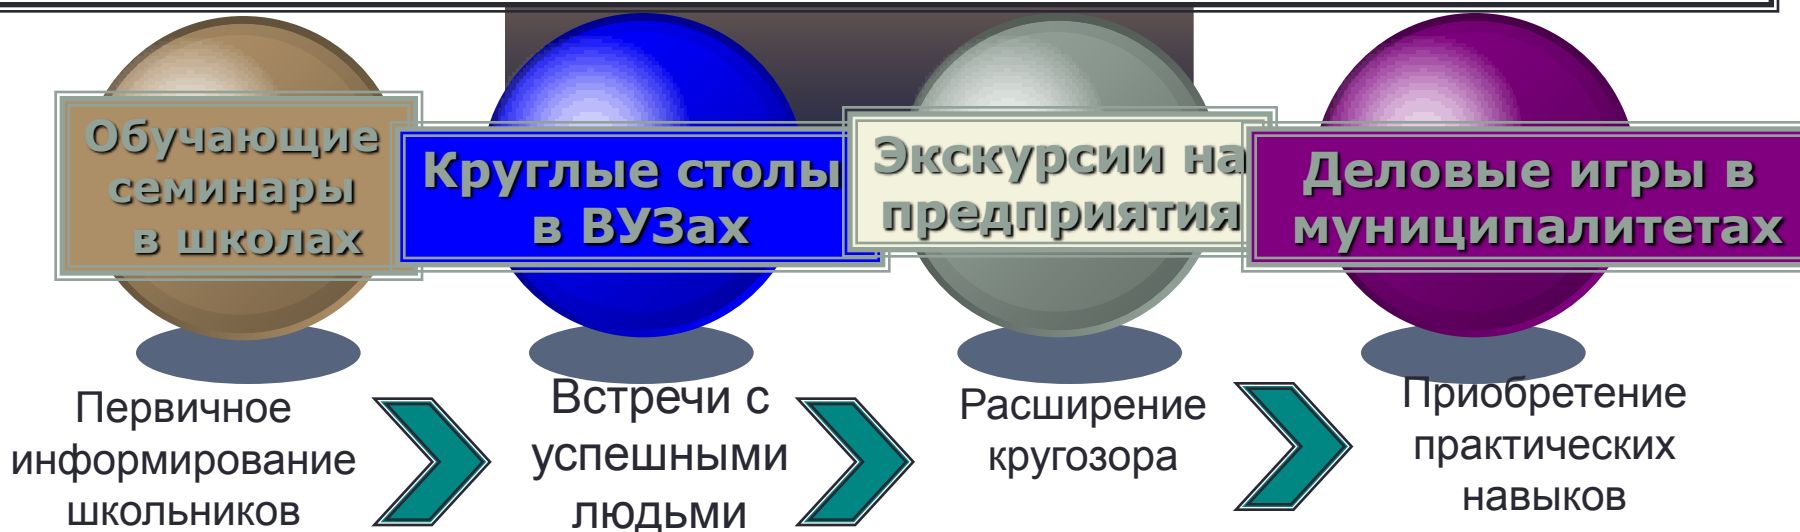 Обучающие
семинары
в школах
Круглые столы
в ВУЗах
Экскурсии на
предприятия
Деловые игры в
муниципалитетах
Первичное
информирование
школьников
Встречи с
успешными
людьми
Расширение
кругозора
Приобретение
практических
навыков